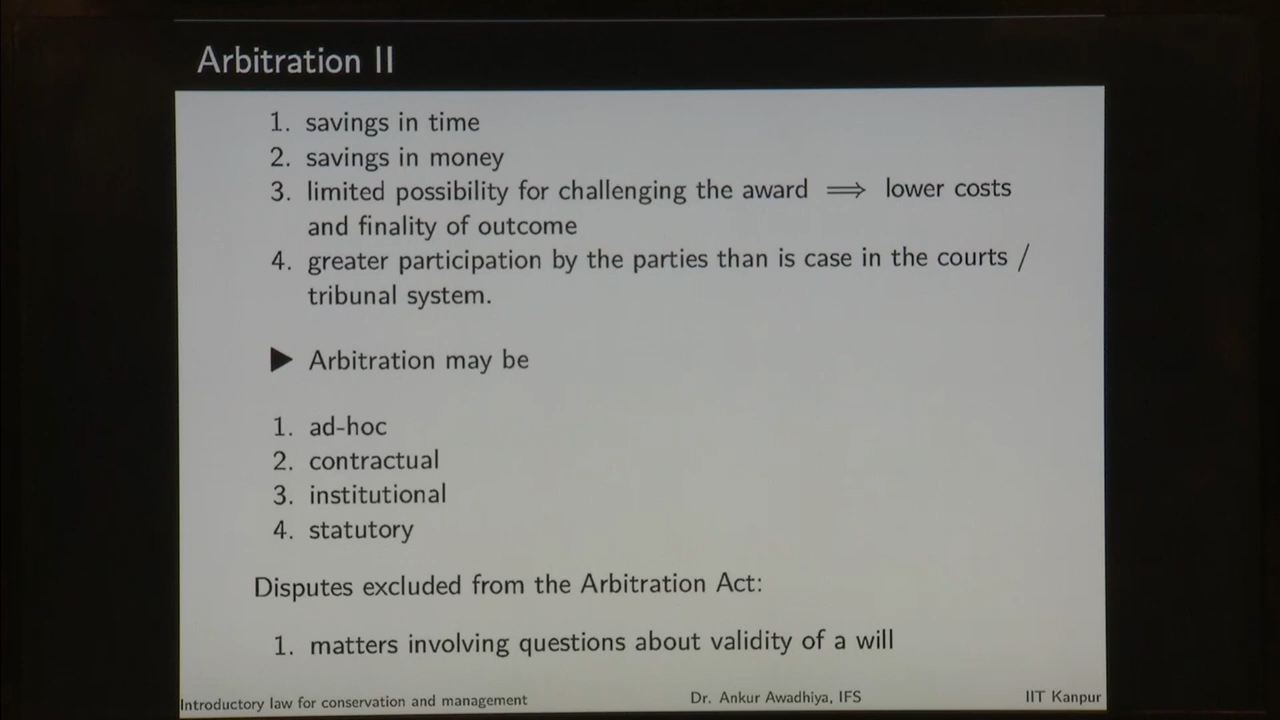 Arbitration II
1. savings in time
2. savings in money
3. limited possibility for challenging the award ⟹ lower costs
and finality of outcome
4. greater participation by the parties than is case in the courts /
tribunal system.
▶ Arbitration may be
1. ad-hoc
2. contractual
3. institutional
4. statutory
Disputes excluded from the Arbitration Act:
1. matters involving questions about validity of a will
Introductory law for conservation and management Dr. Ankur Awadhiya, IFS IIT Kanpur